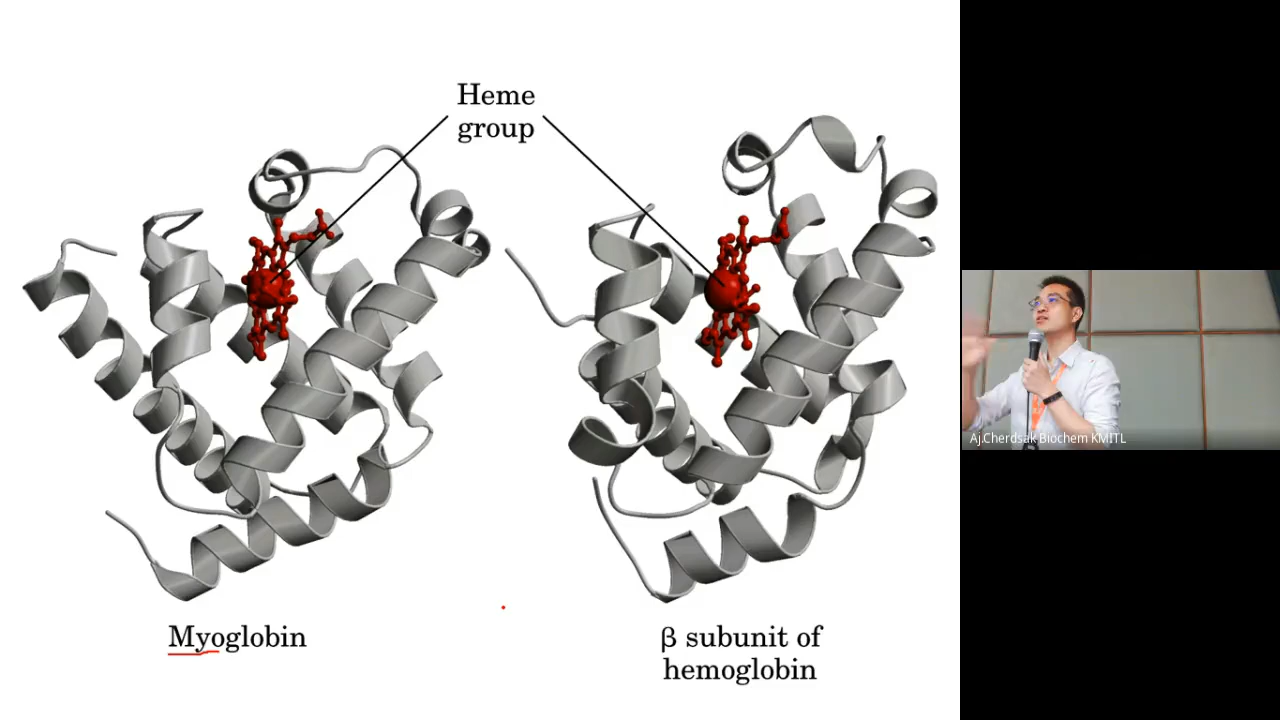 Heme
group
Myoglobin
β subunit of
hemoglobin
Aj.Cherdsak Biochem KMITL